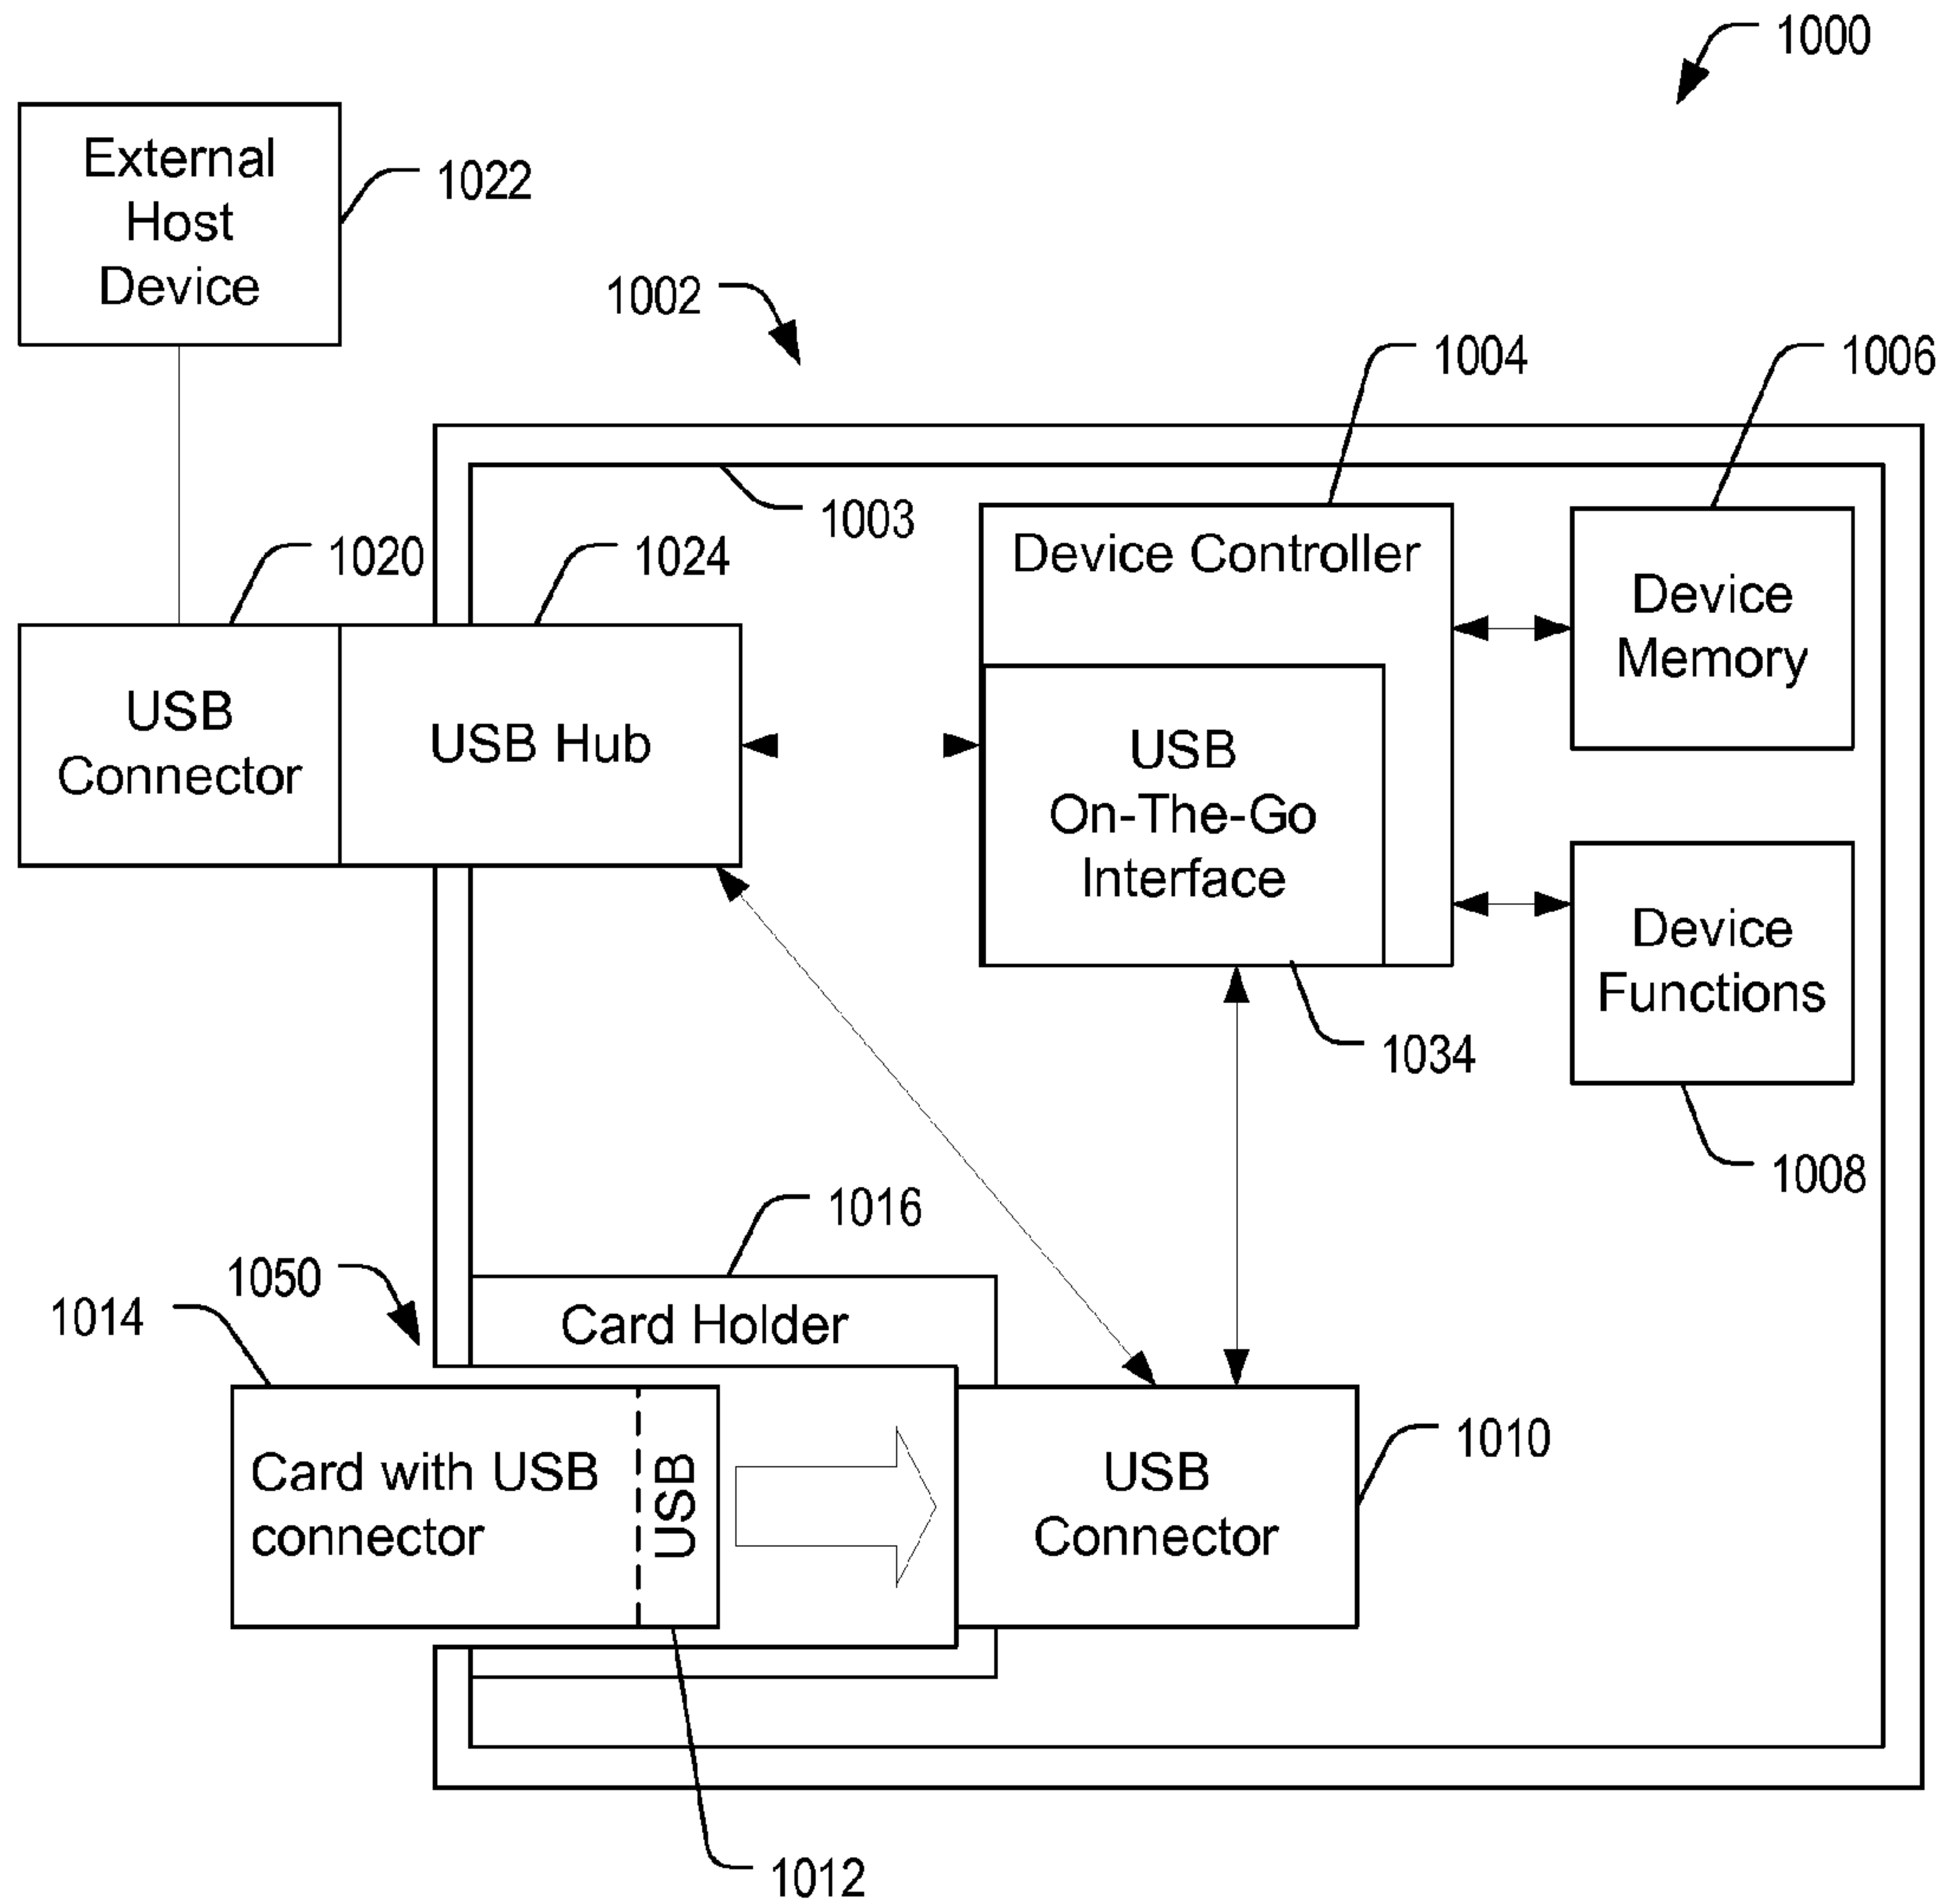 1000
External
Host
Device
1022
1002
1004
1006
1003
1020
1024
Device Controller
Device
Memory
USB
Connector
USB Hub
USB
On-The-Go
Interface
Device
Functions
1034
1008
1016
1050
1014
Card Holder
Card with USB
connector
USB
USB
Connector
1010
1012